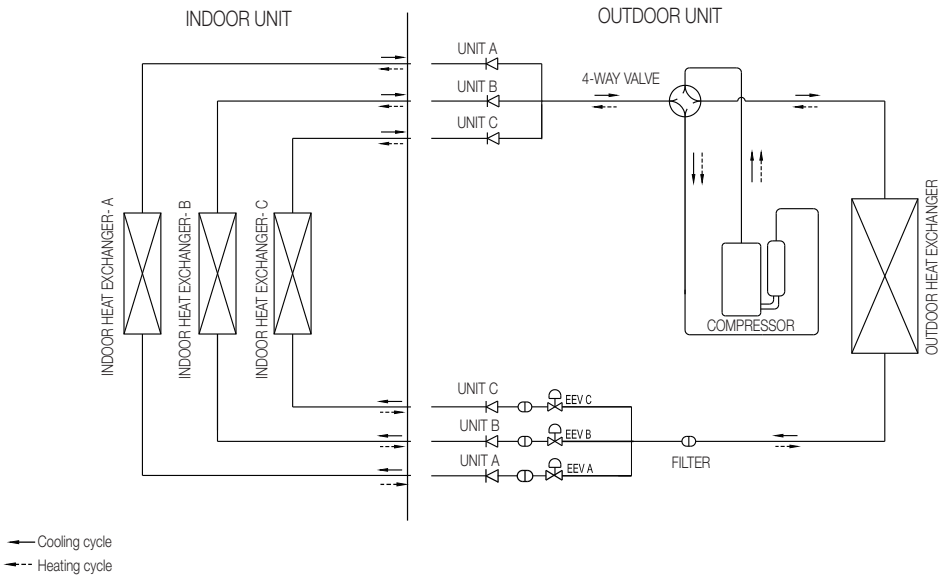 INDOOR UNIT
OUTDOOR UNIT
UNIT A
4-WAY VALVE
UNIT B
UNIT C
INDOOR HEAT EXCHANGER- A
INDOOR HEAT EXCHANGER- B
INDOOR HEAT EXCHANGER- C
OUTDOOR HEAT EXCHANGER
COMPRESSOR
UNIT C
EEV C
UNIT B
EEV B
UNIT A
EEV A
FILTER
Cooling cycle
Heating cycle